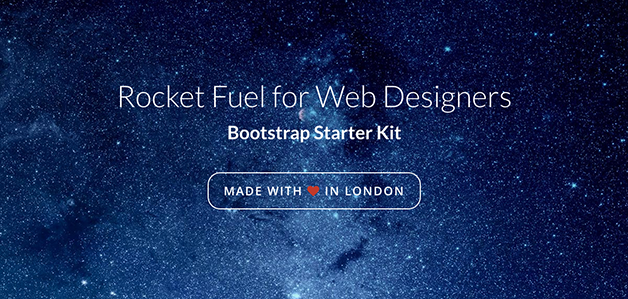 Rocket Fuel for Web Designers
Bootstrap Starter Kit
MADE WITH ❤ IN LONDON